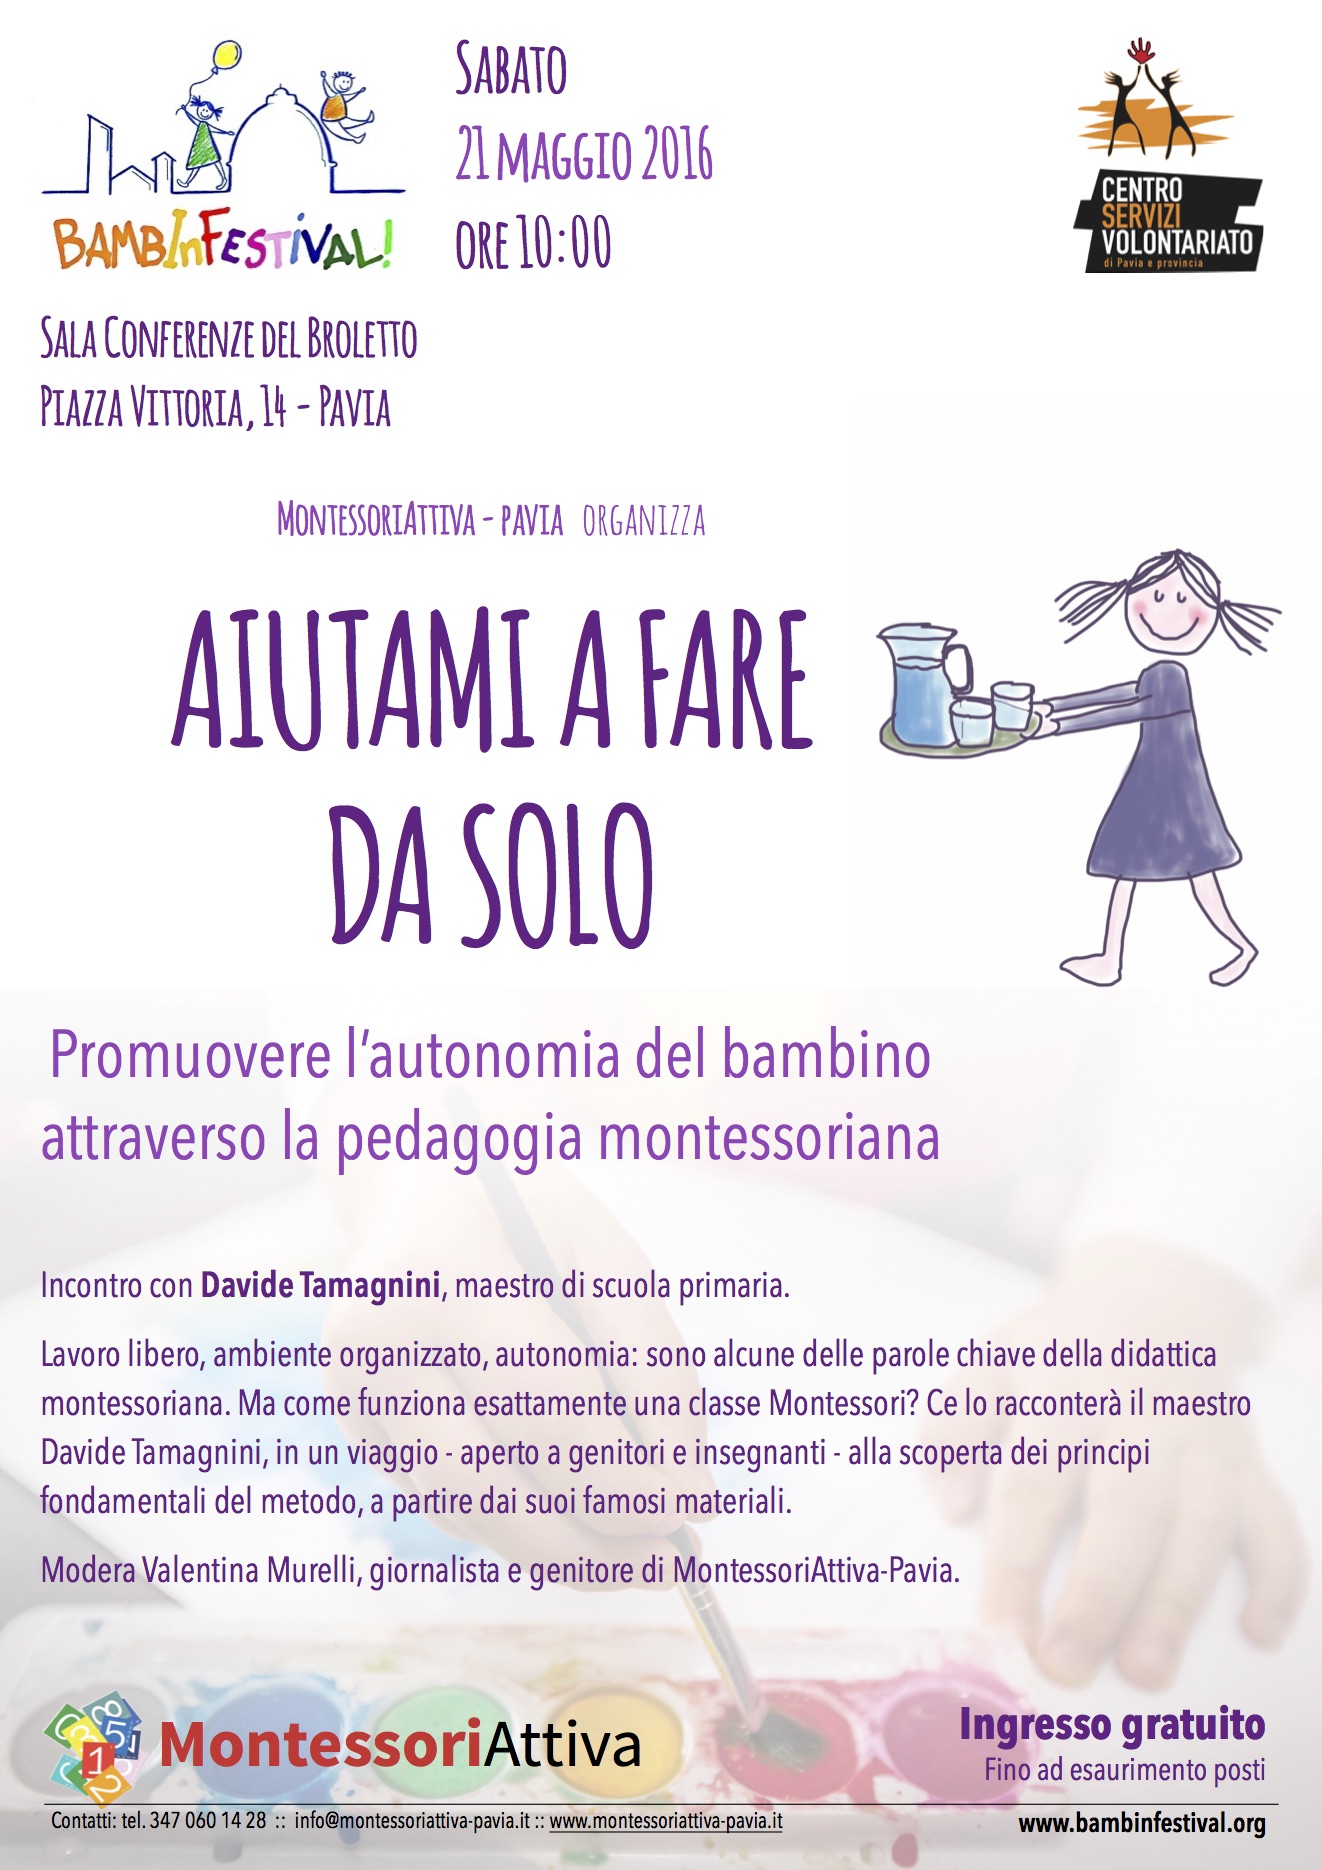 BAMBInFESTIVAL!
SABATO
21 MAGGIO 2016
ORE 10:00
CENTRO
SERVIZI
VOLONTARIATO
di Pavia e provincia
SALA CONFERENZE DEL BROLETTO
PIAZZA VITTORIA, 14 - PAVIA
MONTESSORIATTIVA - PAVIA ORGANIZZA
AIUTAMI A FARE
DA SOLO
Promuovere l’autonomia del bambino
attraverso la pedagogia montessoriana
Incontro con Davide Tamagnini, maestro di scuola primaria.
Lavoro libero, ambiente organizzato, autonomia: sono alcune delle parole chiave della didattica
montessoriana. Ma come funziona esattamente una classe Montessori? Ce lo racconterà il maestro
Davide Tamagnini, in un viaggio - aperto a genitori e insegnanti - alla scoperta dei principi
fondamentali del metodo, a partire dai suoi famosi materiali.
Modera Valentina Murelli, giornalista e genitore di MontessoriAttiva-Pavia.
MontessoriAttiva
Ingresso gratuito
Fino ad esaurimento posti
Contatti: tel. 347 060 14 28 :: info@montessoriattiva-pavia.it :: www.montessoriattiva-pavia.it
www.bambinfestival.org